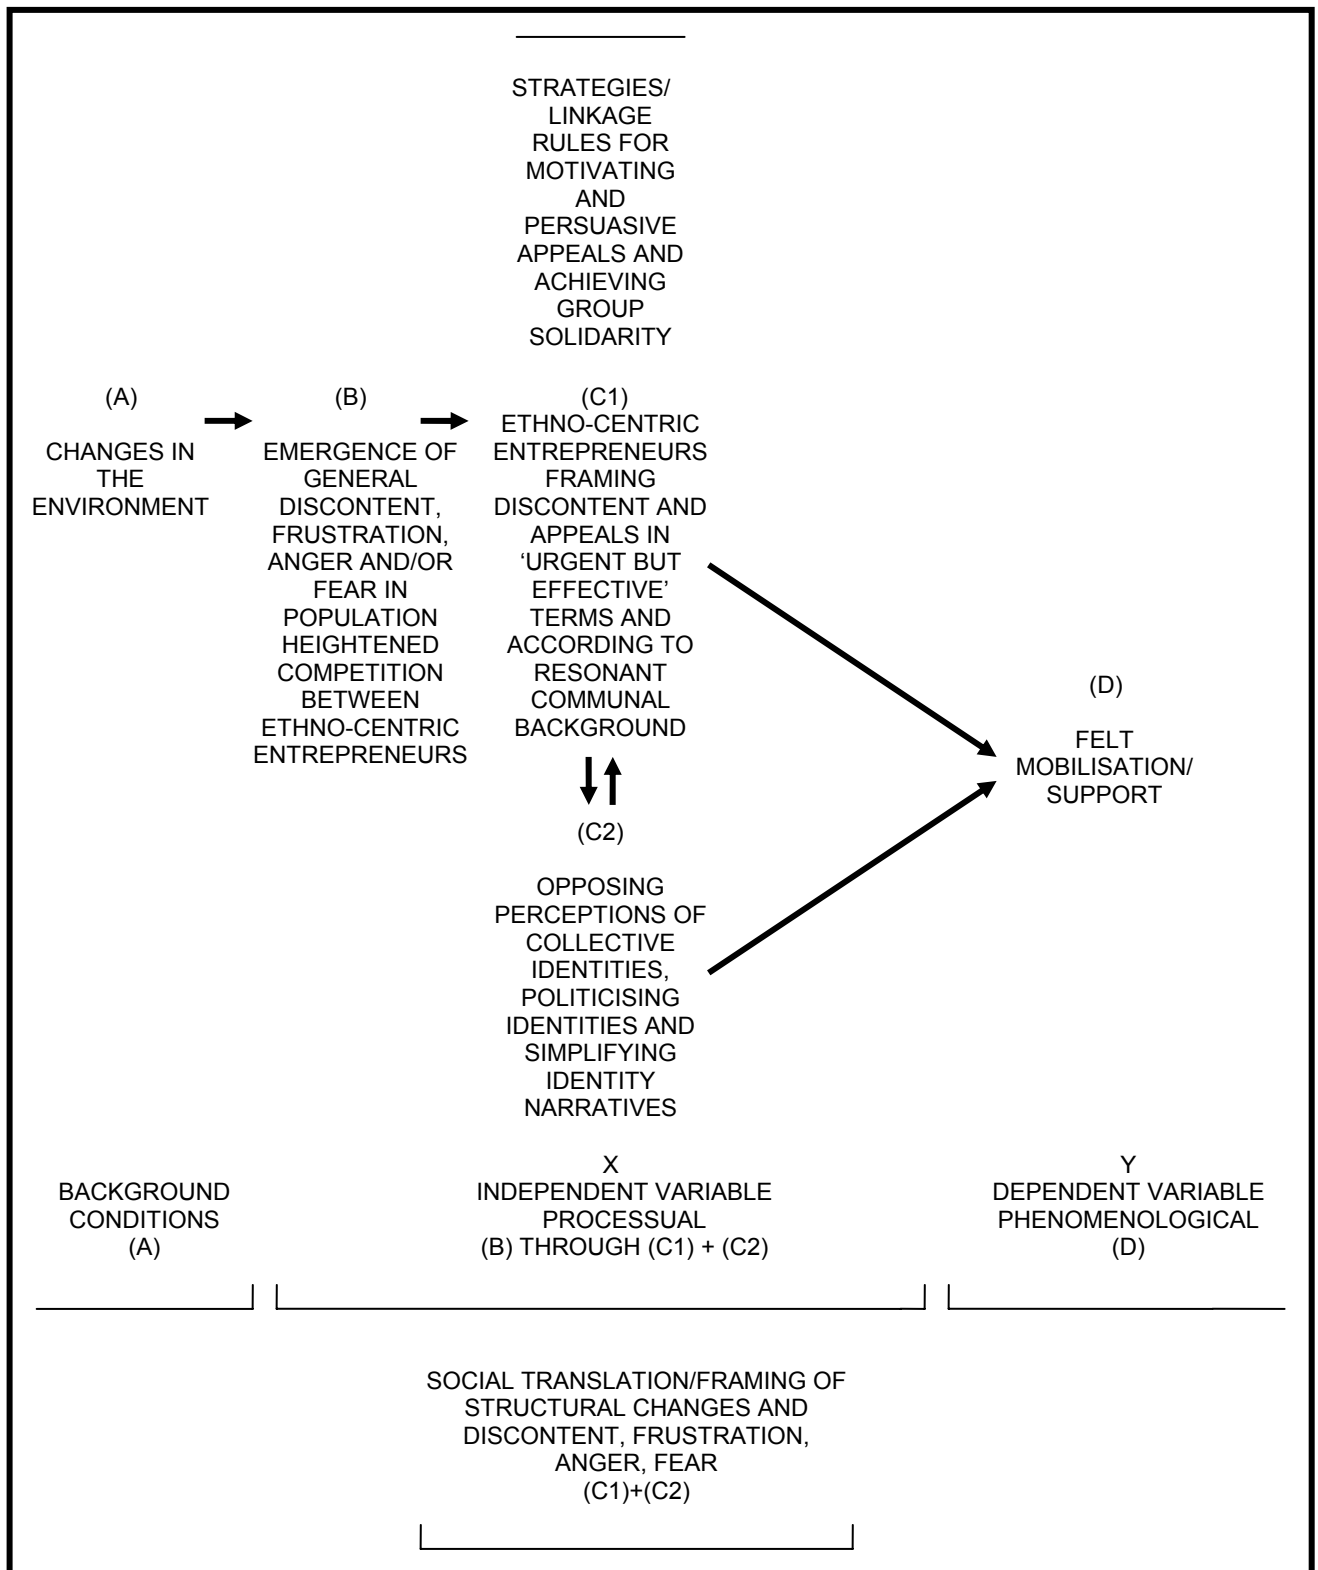 STRATEGIES/
LINKAGE
RULES FOR
MOTIVATING
AND
PERSUASIVE
APPEALS AND
ACHIEVING
GROUP
SOLIDARITY
(A)
CHANGES IN
THE
ENVIRONMENT
(B)
EMERGENCE OF
GENERAL
DISCONTENT,
FRUSTRATION,
ANGER AND/OR
FEAR IN
POPULATION
HEIGHTENED
COMPETITION
BETWEEN
ETHNO-CENTRIC
ENTREPRENEURS
(C1)
ETHNO-CENTRIC
ENTREPRENEURS
FRAMING
DISCONTENT AND
APPEALS IN
‘URGENT BUT
EFFECTIVE’
TERMS AND
ACCORDING TO
RESONANT
COMMUNAL
BACKGROUND
(C2)
OPPOSING
PERCEPTIONS OF
COLLECTIVE
IDENTITIES,
POLITICISING
IDENTITIES AND
SIMPLIFYING
IDENTITY
NARRATIVES
(D)
FELT
MOBILISATION/
SUPPORT
BACKGROUND
CONDITIONS
(A)
X
INDEPENDENT VARIABLE
PROCESSUAL
(B) THROUGH (C1) + (C2)
Y
DEPENDENT VARIABLE
PHENOMENOLOGICAL
(D)
SOCIAL TRANSLATION/FRAMING OF
STRUCTURAL CHANGES AND
DISCONTENT, FRUSTRATION,
ANGER, FEAR
(C1)+(C2)